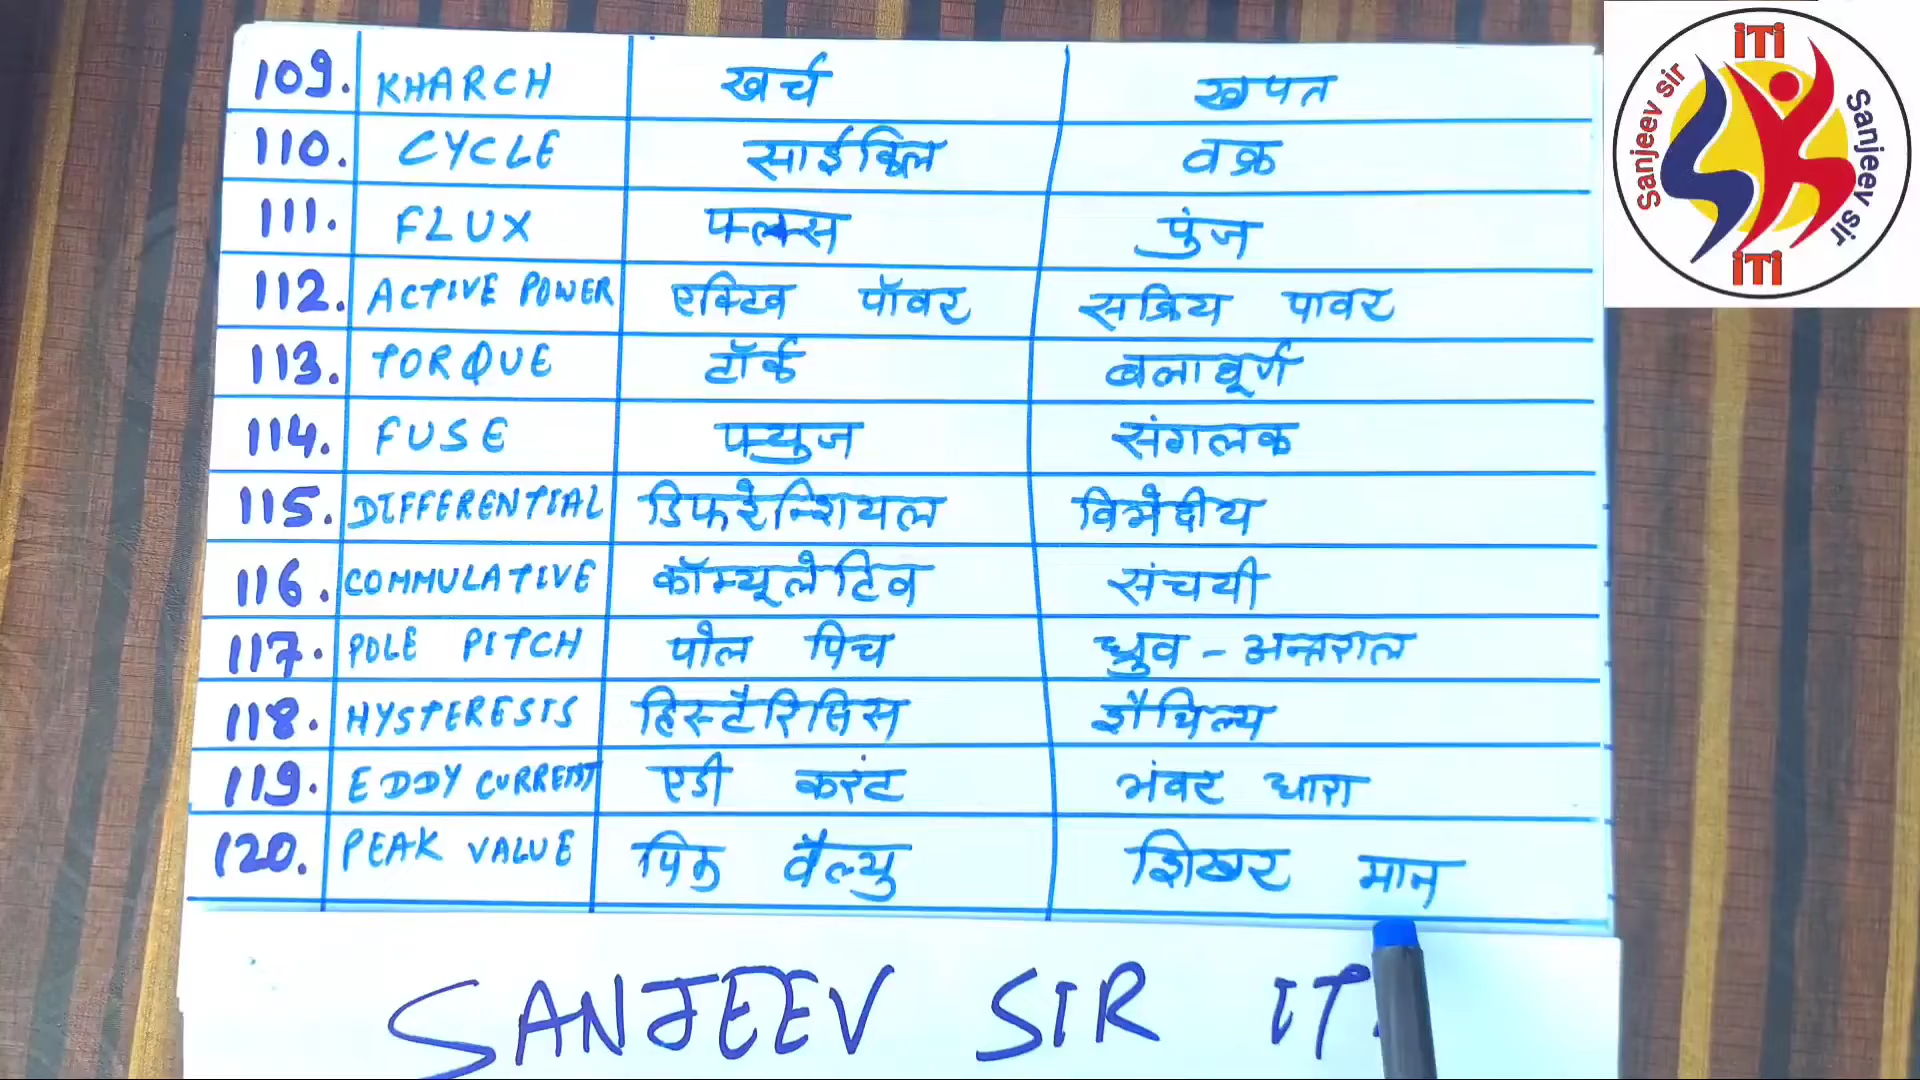 109. KHARCH खर्च खपत
110. CYCLE साईकिल वक्र
111. FLUX फ्लक्स पुंज
112. ACTIVE POWER एक्टिव पॉवर सक्रिय पावर
113. TORQUE टॉर्क बलाघूर्ण
114. FUSE फ्युज संगलक
115. DIFFERENTIAL डिफरेन्शियल विभेदीय
116. COMMULATIVE कॉम्यूलेटिव संचयी
117. POLE PITCH पोल पिच ध्रुव - अन्तराल
118. HYSTERESIS हिस्टैरिसिस शैथिल्य
119. EDDY CURRENT एडी करंट भंवर धारा
120. PEAK VALUE पिक वैल्यु शिखर मान
SANJEEV SIR IT
iTi
Sanjeev sir
Sanjeev sir
iTi